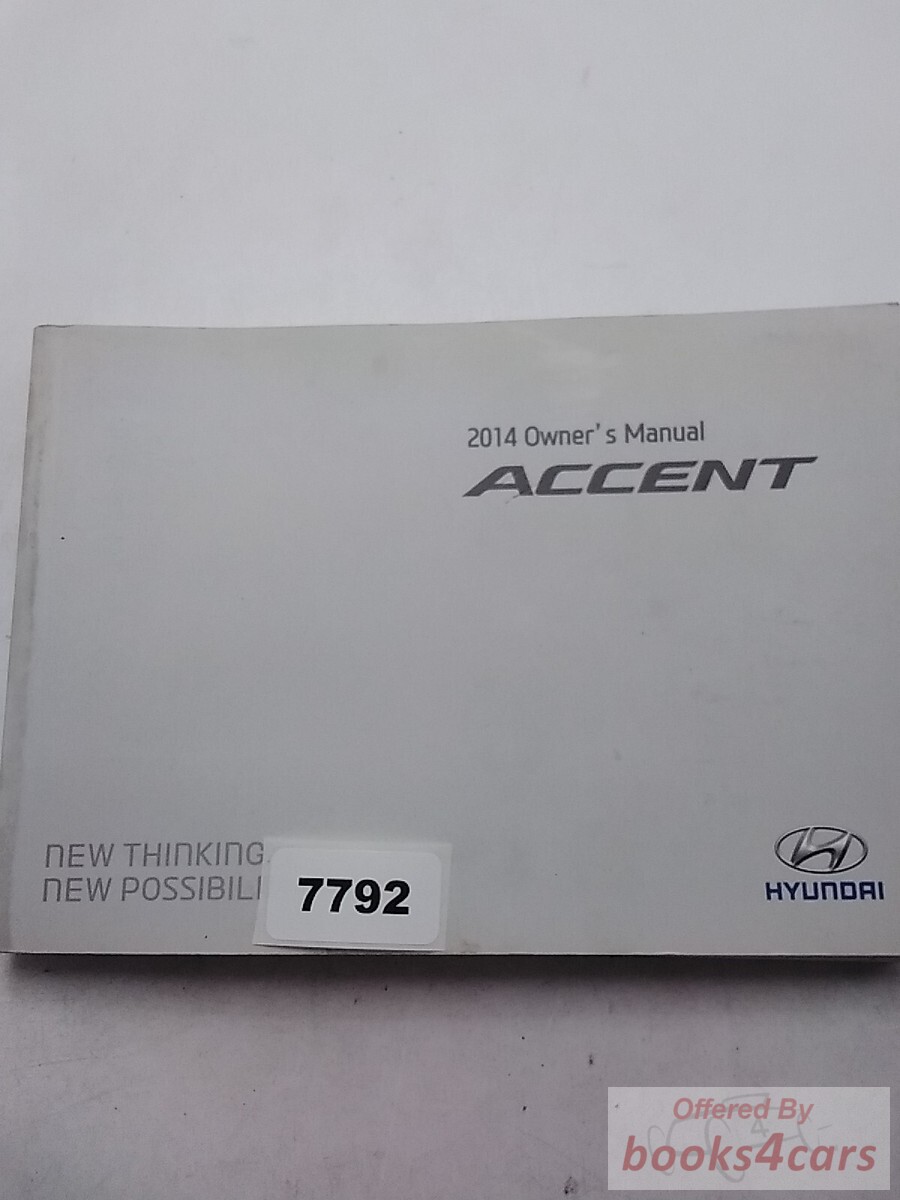 2014 Owner's Manual
ACCENT
NEW THINKING.
NEW POSSIBILI
7792
HYUNDAI
Offered By
books4cars